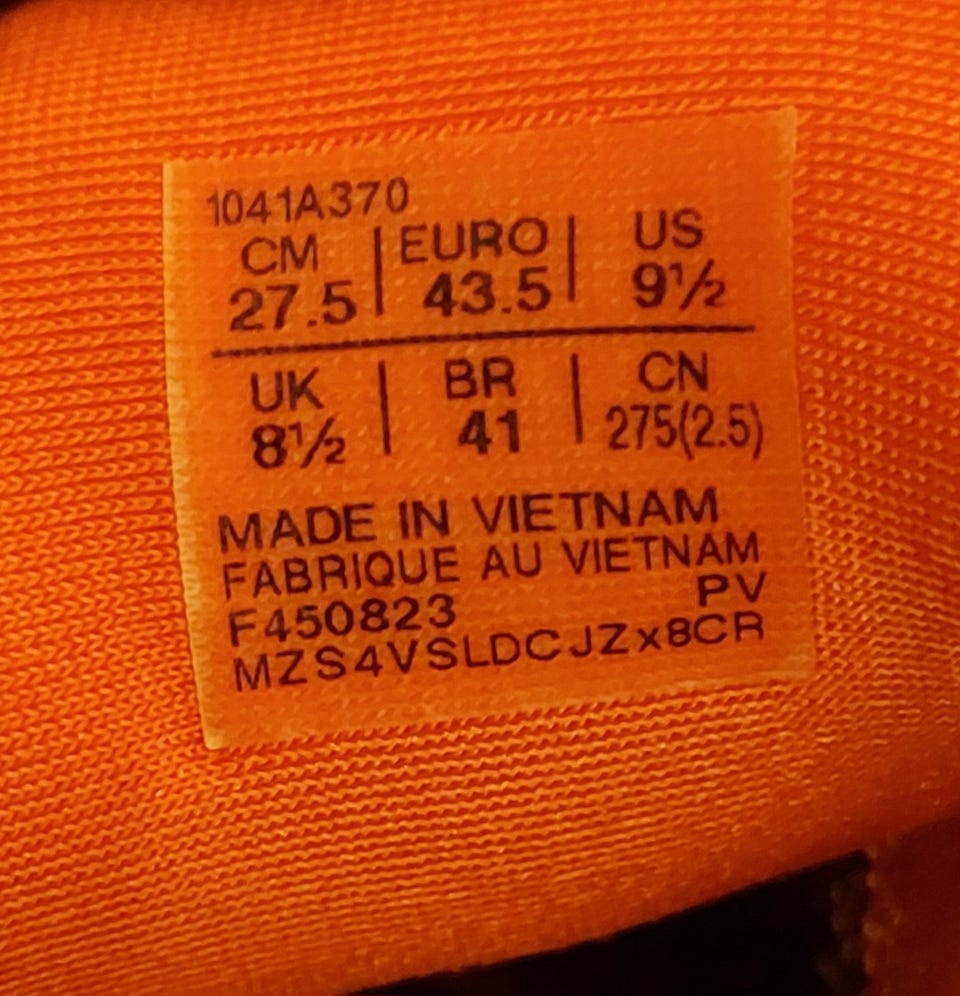 1041A370
CM | EURO | US
27.5 | 43.5 | 9½
UK | BR | CN
8½ | 41 | 275(2.5)
MADE IN VIETNAM
FABRIQUE AU VIETNAM
F450823 PV
MZS4VSLDCJZx8CR